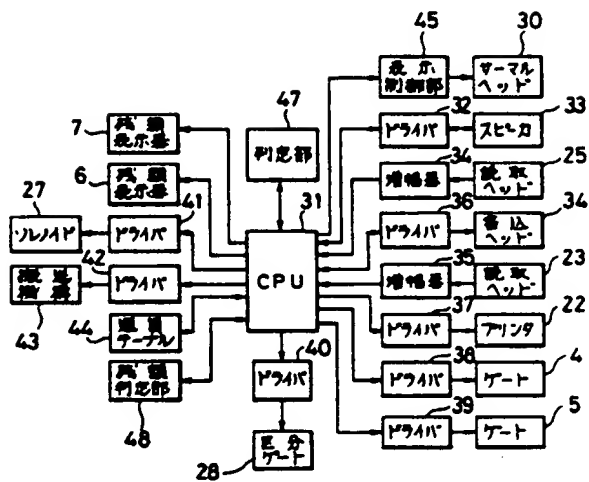 45
30
表示
制御部
サーマル
ヘッド
32
33
ドライバ
スピーカ
34
25
増幅器
読取
ヘッド
36
34
ドライバ
書込
ヘッド
35
23
増幅器
読取
ヘッド
37
22
ドライバ
プリンタ
38
4
ドライバ
ゲート
39
5
ドライバ
ゲート
47
判定部
31
CPU
7
残額
表示器
6
残額
表示器
27
41
ソレノイド
ドライバ
42
搬送
機構
ドライバ
43
44
運賃
テーブル
残額
判定部
48
40
ドライバ
区分
ゲート
28